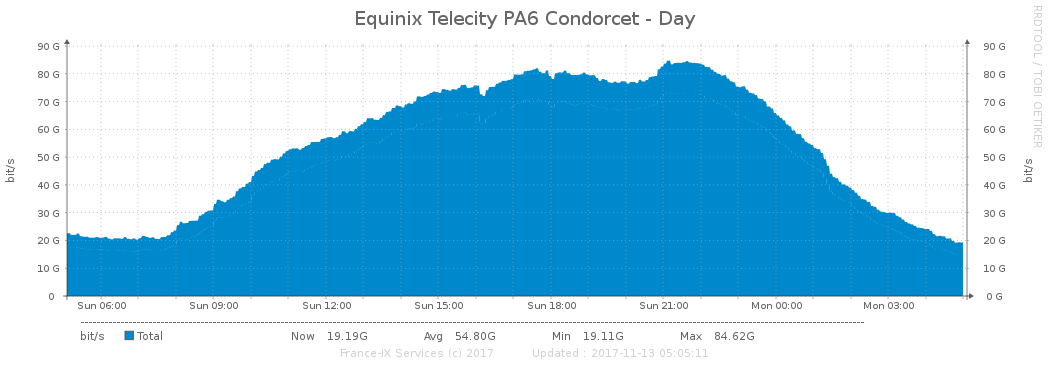 Equinix Telecity PA6 Condorcet - Day
RRDTOOL / TOBI OETIKER
bit/s
90 G 90 G
80 G 80 G
70 G 70 G
60 G 60 G
50 G 50 G
40 G 40 G
30 G 30 G
20 G 20 G
10 G 10 G
0 0 G
bit/s
Sun 06:00 Sun 09:00 Sun 12:00 Sun 15:00 Sun 18:00 Sun 21:00 Mon 00:00 Mon 03:00
bit/s Total Now 19.19G Avg 54.80G Min 19.11G Max 84.62G
France-IX Services (c) 2017 Updated : 2017-11-13 05:05:11